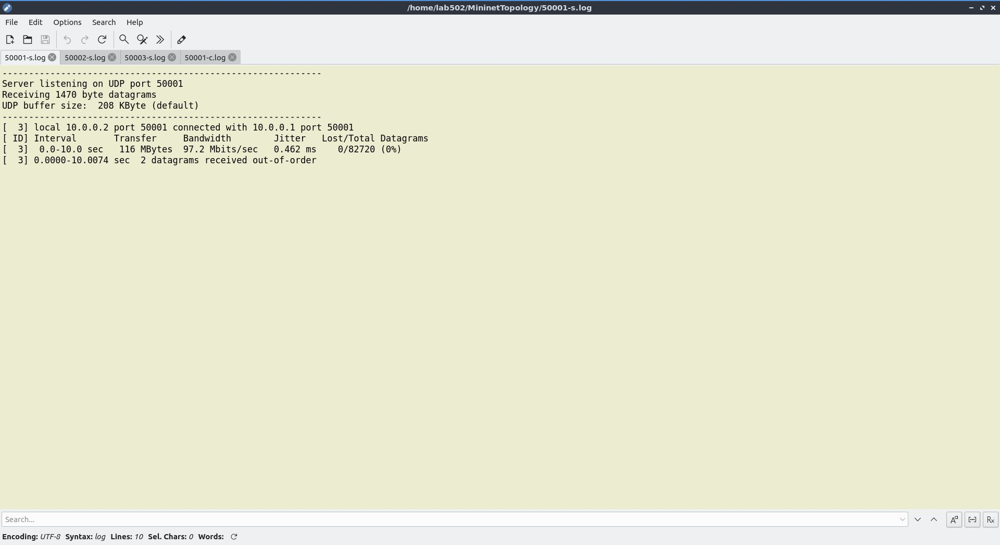 /home/lab502/MininetTopology/50001-s.log
File Edit Options Search Help
50001-s.log 50002-s.log 50003-s.log 50001-c.log
------------------------------------------------------------
Server listening on UDP port 50001
Receiving 1470 byte datagrams
UDP buffer size:  208 KByte (default)
------------------------------------------------------------
[  3] local 10.0.0.2 port 50001 connected with 10.0.0.1 port 50001
[ ID] Interval       Transfer     Bandwidth        Jitter   Lost/Total Datagrams
[  3]  0.0-10.0 sec   116 MBytes  97.2 Mbits/sec   0.462 ms    0/82720 (0%)
[  3] 0.0000-10.0074 sec  2 datagrams received out-of-order
Search...
Encoding: UTF-8 Syntax: log Lines: 10 Sel. Chars: 0 Words: